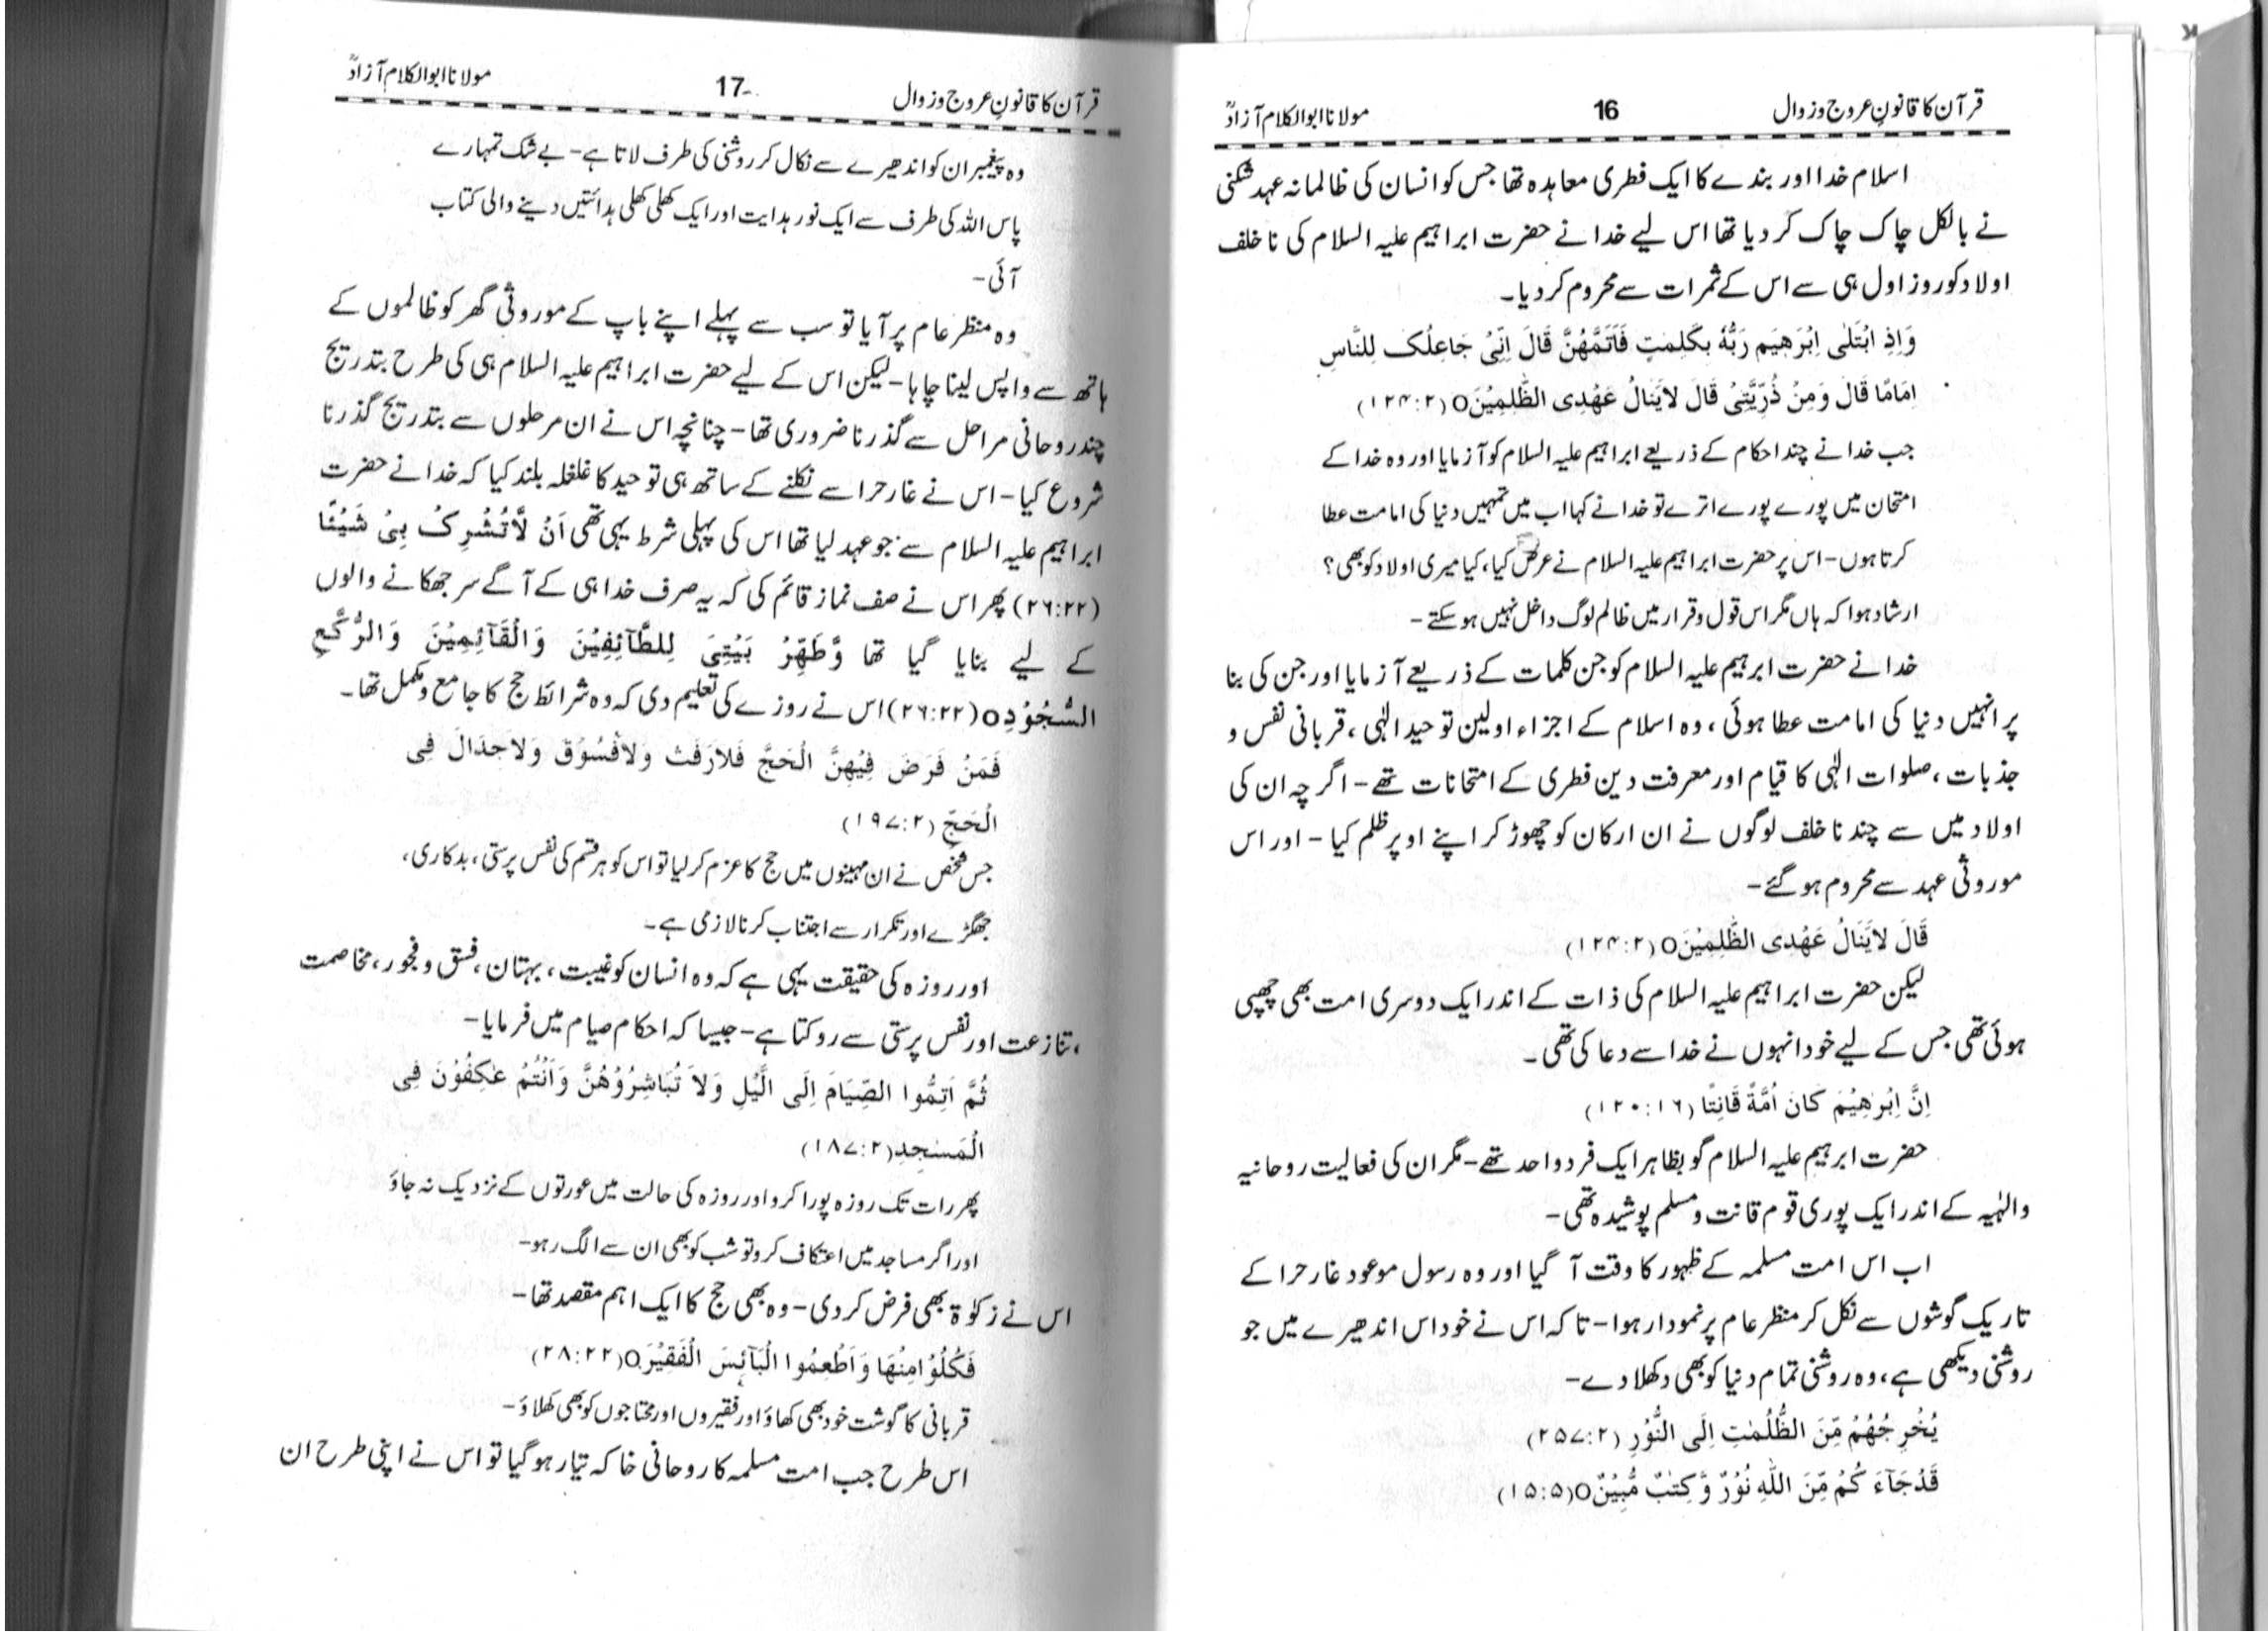 قرآن کا قانونِ عروج وزوال 16 مولانا ابوالکلام آزادؒ
اسلام خدا اور بندے کا ایک فطری معاہدہ تھا جس کو انسان کی ظالمانہ عہد شکنی
نے بالکل چاک چاک کر دیا تھا اس لیے خدا نے حضرت ابراہیم علیہ السلام کی ناخلف
اولاد کو روز اول ہی سے اس کے ثمرات سے محروم کر دیا۔
وَاِذِ ابْتَلٰی اِبْرَهِیْمَ رَبُّهٗ بِکَلِمٰتٍ فَاَتَمَّهُنَّ قَالَ اِنِّیْ جَاعِلُکَ لِلنَّاسِ
اِمَامًا قَالَ وَمِنْ ذُرِّیَّتِیْ قَالَ لاَیَنَالُ عَهْدِی الظّٰلِمِیْنَO (۱۲۴:۲)
جب خدا نے چند احکام کے ذریعے ابراہیم علیہ السلام کو آزمایا اور وہ خدا کے
امتحان میں پورے پورے اترے تو خدا نے کہا اب میں تمہیں دنیا کی امامت عطا
کرتا ہوں-اس پر حضرت ابراہیم علیہ السلام نے عرض کیا، کیا میری اولاد کو بھی؟
ارشاد ہوا کہ ہاں مگر اس قول و قرار میں ظالم لوگ داخل نہیں ہو سکتے-
خدا نے حضرت ابرہیم علیہ السلام کو جن کلمات کے ذریعے آزمایا اور جن کی بنا
پر انہیں دنیا کی امامت عطا ہوئی، وہ اسلام کے اجزاء اولین توحید الٰہی، قربانی نفس و
جذبات، صلوات الٰہی کا قیام اور معرفت دین فطری کے امتحانات تھے-اگر چہ ان کی
اولاد میں سے چند ناخلف لوگوں نے ان ارکان کو چھوڑ کر اپنے اوپر ظلم کیا-اور اس
موروثی عہد سے محروم ہو گئے-
قَالَ لاَیَنَالُ عَهْدِی الظّٰلِمِیْنَO (۱۲۴:۲)
لیکن حضرت ابراہیم علیہ السلام کی ذات کے اندر ایک دوسری امت بھی چھپی
ہوئی تھی جس کے لیے خود انہوں نے خدا سے دعا کی تھی۔
اِنَّ اِبْرٰهِیْمَ کَانَ اُمَّةً قَانِتًا (۱۲۰:۱۶)
حضرت ابرہیم علیہ السلام گو بظاہر ایک فرد واحد تھے-مگر ان کی فعالیت روحانیہ
والہٰیہ کے اندر ایک پوری قوم قانت و مسلم پوشیدہ تھی-
اب اس امت مسلمہ کے ظہور کا وقت آ گیا اور وہ رسول موعود غار حرا کے
تاریک گوشوں سے نکل کر منظر عام پر نمودار ہوا-تا کہ اس نے خود اس اندھیرے میں جو
روشنی دیکھی ہے، وہ روشنی تمام دنیا کو بھی دکھلا دے-
یُخْرِجُهُمْ مِّنَ الظُّلُمٰتِ اِلَی النُّوْرِ (۲۵۷:۲)
قَدْجَآءَ کُمْ مِّنَ اللّٰهِ نُوْرٌ وَّ کِتٰبٌ مُّبِیْنٌO (۱۵:۵)
قرآن کا قانونِ عروج وزوال 17 مولانا ابوالکلام آزادؒ
وہ پیغمبر ان کو اندھیرے سے نکال کر روشنی کی طرف لاتا ہے-بے شک تمہارے
پاس اللہ کی طرف سے ایک نور ہدایت اور ایک کھلی کھلی ہدائتیں دینے والی کتاب
آئی-
وہ منظر عام پر آیا تو سب سے پہلے اپنے باپ کے موروثی گھر کو ظالموں کے
ہاتھ سے واپس لینا چاہا-لیکن اس کے لیے حضرت ابراہیم علیہ السلام ہی کی طرح بتدریج
چند روحانی مراحل سے گذرنا ضروری تھا-چنانچہ اس نے ان مرحلوں سے بتدریج گذرنا
شروع کیا-اس نے غار حرا سے نکلنے کے ساتھ ہی توحید کا غلغلہ بلند کیا کہ خدا نے حضرت
ابراہیم علیہ السلام سے جو عہد لیا تھا اس کی پہلی شرط یہی تھی اَنْ لَّاتُشْرِکْ بِیْ شَیْئًا
(۲۶:۲۲) پھر اس نے صف نماز قائم کی کہ یہ صرف خدا ہی کے آگے سر جھکانے والوں
کے لیے بنایا گیا تھا وَّطَهِّرْ بَیْتِیَ لِلطَّآئِفِیْنَ وَالْقَآئِمِیْنَ وَالرُّکَّعِ
السُّجُوْدِO (۲۶:۲۲) اس نے روزے کی تعلیم دی کہ وہ شرائط حج کا جامع و مکمل تھا۔
فَمَنْ فَرَضَ فِیْهِنَّ الْحَجَّ فَلاَرَفَثَ وَلاَفُسُوْقَ وَلاَجِدَالَ فِی
الْحَجِّ (۱۹۷:۲)
جس شخص نے ان مہینوں میں حج کا عزم کر لیا تو اس کو ہر قسم کی نفس پرستی، بدکاری،
جھگڑے اور تکرار سے اجتناب کرنا لازمی ہے۔
اور روزہ کی حقیقت یہی ہے کہ وہ انسان کو غیبت، بہتان، فسق و فجور، مخاصمت
، تنازعت اور نفس پرستی سے روکتا ہے-جیسا کہ احکام صیام میں فرمایا-
ثُمَّ اَتِمُّوا الصِّیَامَ اِلَی الَّیْلِ وَلاَ تُبَاشِرُوْهُنَّ وَاَنْتُمْ عٰکِفُوْنَ فِی
الْمَسٰجِدِ (۱۸۷:۲)
پھر رات تک روزہ پورا کرو اور روزہ کی حالت میں عورتوں کے نزدیک نہ جاؤ
اور اگر مساجد میں اعتکاف کرو تو شب کو بھی ان سے الگ رہو-
اس نے زکوٰة بھی فرض کر دی-وہ بھی حج کا ایک اہم مقصد تھا-
فَکُلُوْا مِنْهَا وَاَطْعِمُوا الْبَآئِسَ الْفَقِیْرَO (۲۸:۲۲)
قربانی کا گوشت خود بھی کھاؤ اور فقیروں اور محتاجوں کو بھی کھلاؤ-
اس طرح جب امت مسلمہ کا روحانی خاکہ تیار ہو گیا تو اس نے اپنی طرح ان